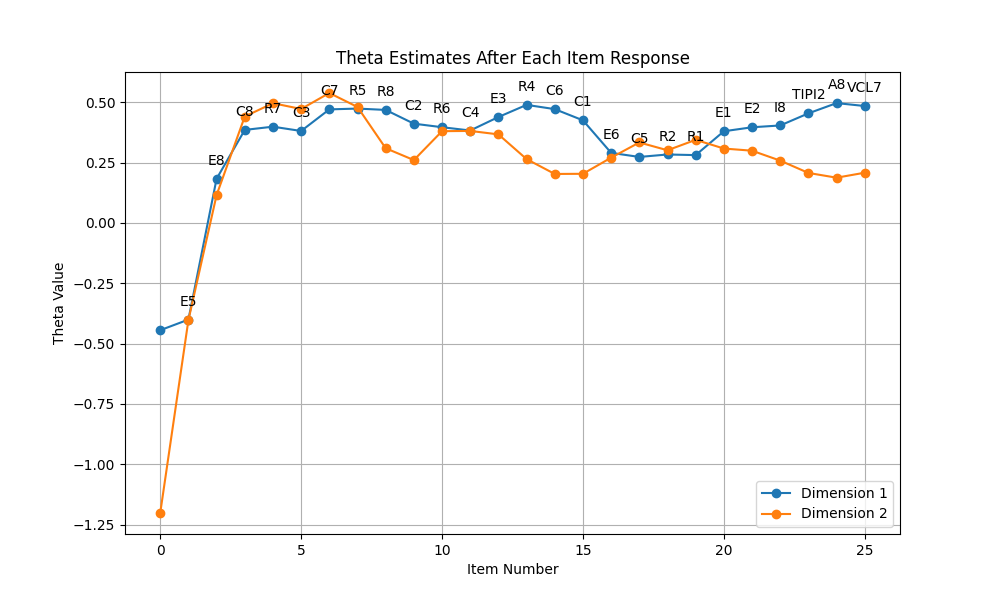 Theta Estimates After Each Item Response
Theta Value
0.50
0.25
0.00
−0.25
−0.50
−0.75
−1.00
−1.25
E5
E8
C8
R7
C3
C7
R5
R8
C2
R6
C4
E3
R4
C6
C1
E6
C5
R2
R1
E1
E2
I8
TIPI2
A8
VCL7
Dimension 1
Dimension 2
0 5 10 15 20 25
Item Number